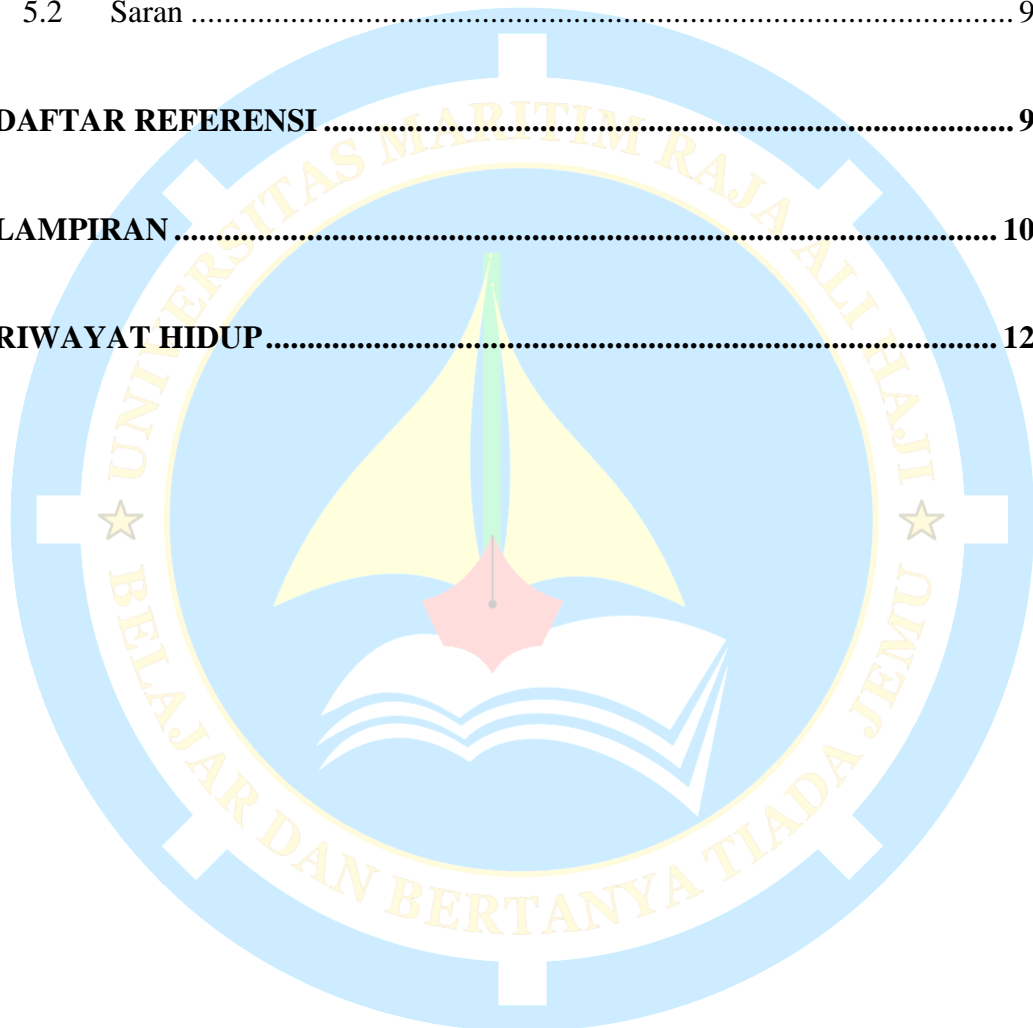 5.2 Saran ........................................................................................................ 9
DAFTAR REFERENSI ...................................................................................... 9
LAMPIRAN ....................................................................................................... 10
RIWAYAT HIDUP ............................................................................................ 12
UNIVERSITAS MARITIM RAJA ALI HAJI
BELAJAR DAN BERTANYA TIADA JEMU